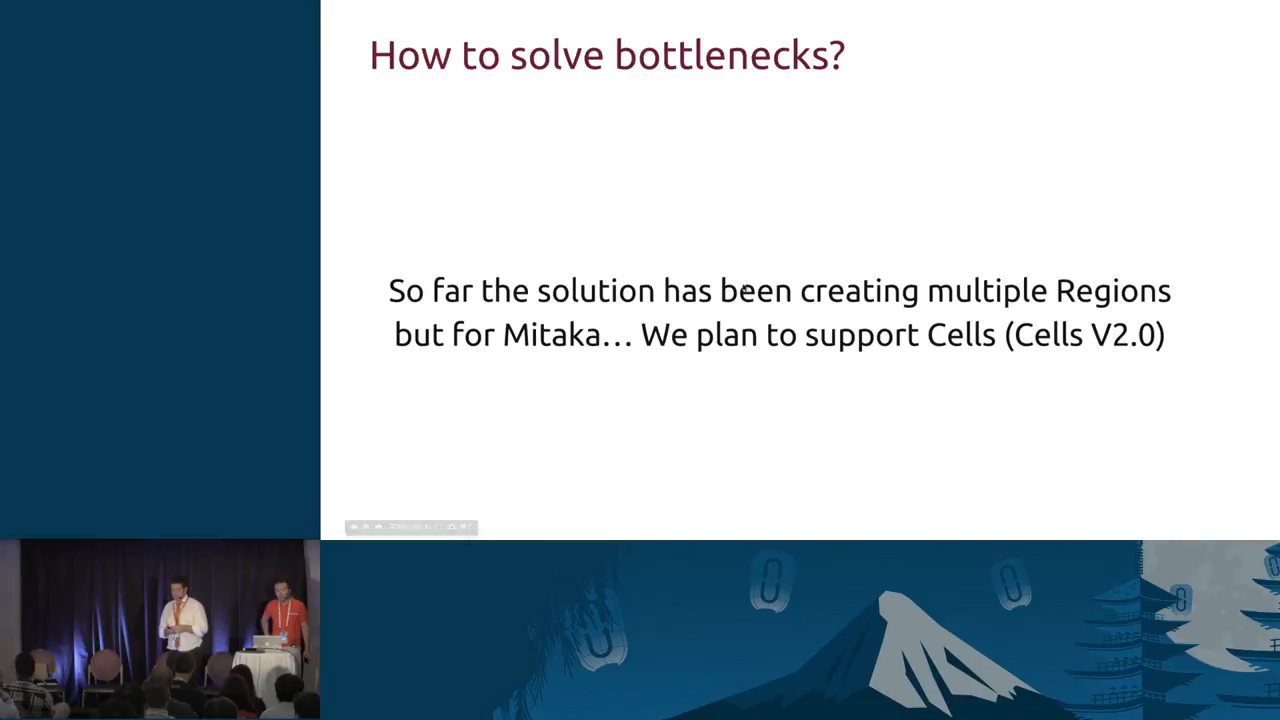 How to solve bottlenecks?
So far the solution has been creating multiple Regions
but for Mitaka... We plan to support Cells (Cells V2.0)